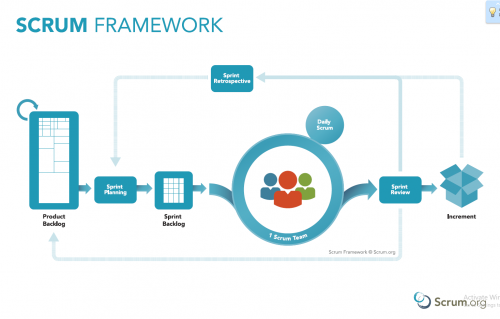 SCRUM FRAMEWORK
Sprint
Retrospective
Daily
Scrum
Sprint
Planning
Sprint
Review
Product
Backlog
Sprint
Backlog
Increment
1 Scrum Team
Scrum Framework © Scrum.org
Activate Win
Scrum.org